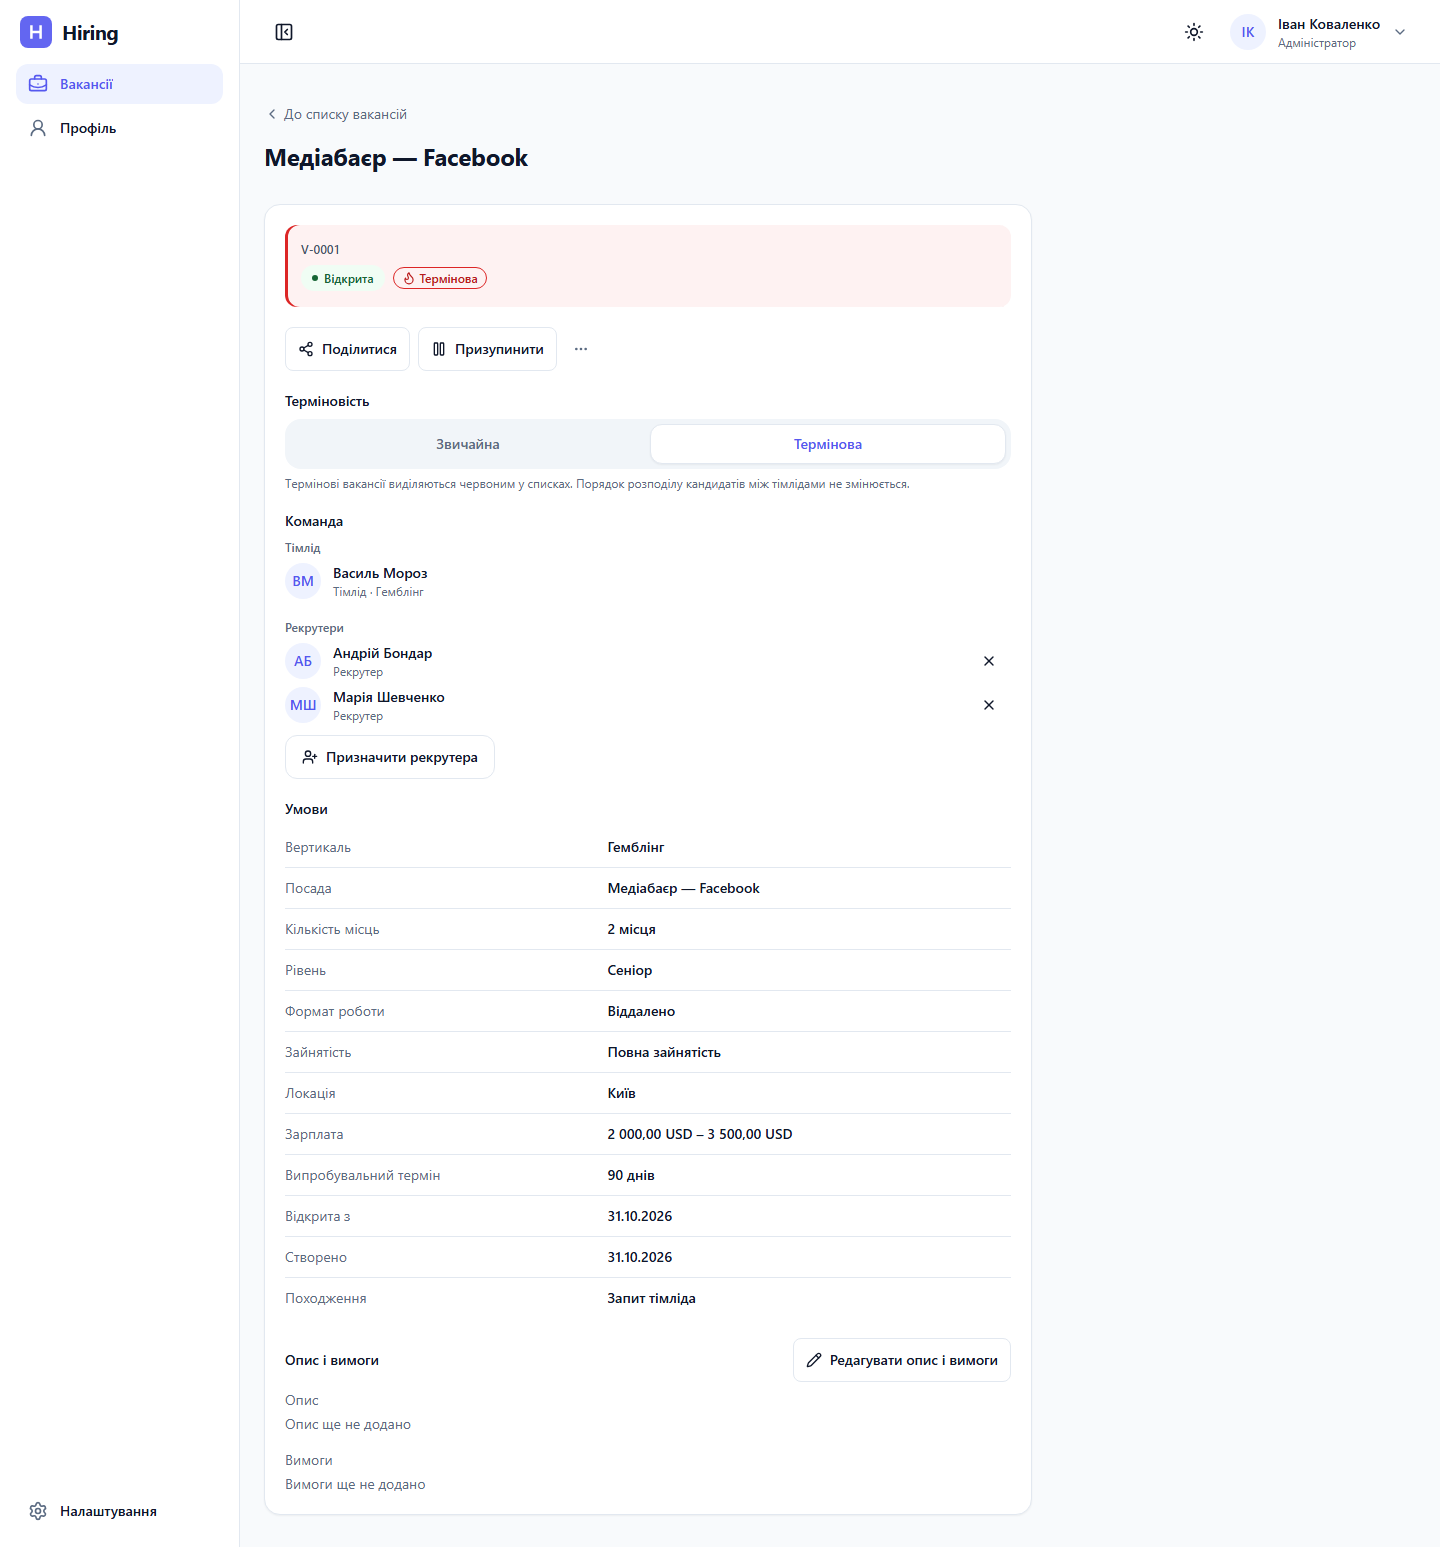 H Hiring
Вакансії
Профіль
Налаштування
ІК
Іван Коваленко
Адміністратор
До списку вакансій
Медіабаєр — Facebook
V-0001
Відкрита
Термінова
Поділитися
Призупинити
Терміновість
Звичайна
Термінова
Термінові вакансії виділяються червоним у списках. Порядок розподілу кандидатів між тімлідами не змінюється.
Команда
Тімлід
ВМ
Василь Мороз
Тімлід · Гемблінг
Рекрутери
АБ
Андрій Бондар
Рекрутер
МШ
Марія Шевченко
Рекрутер
Призначити рекрутера
Умови
Вертикаль Гемблінг
Посада Медіабаєр — Facebook
Кількість місць 2 місця
Рівень Сеніор
Формат роботи Віддалено
Зайнятість Повна зайнятість
Локація Київ
Зарплата 2 000,00 USD – 3 500,00 USD
Випробувальний термін 90 днів
Відкрита з 31.10.2026
Створено 31.10.2026
Походження Запит тімліда
Опис і вимоги
Редагувати опис і вимоги
Опис
Опис ще не додано
Вимоги
Вимоги ще не додано